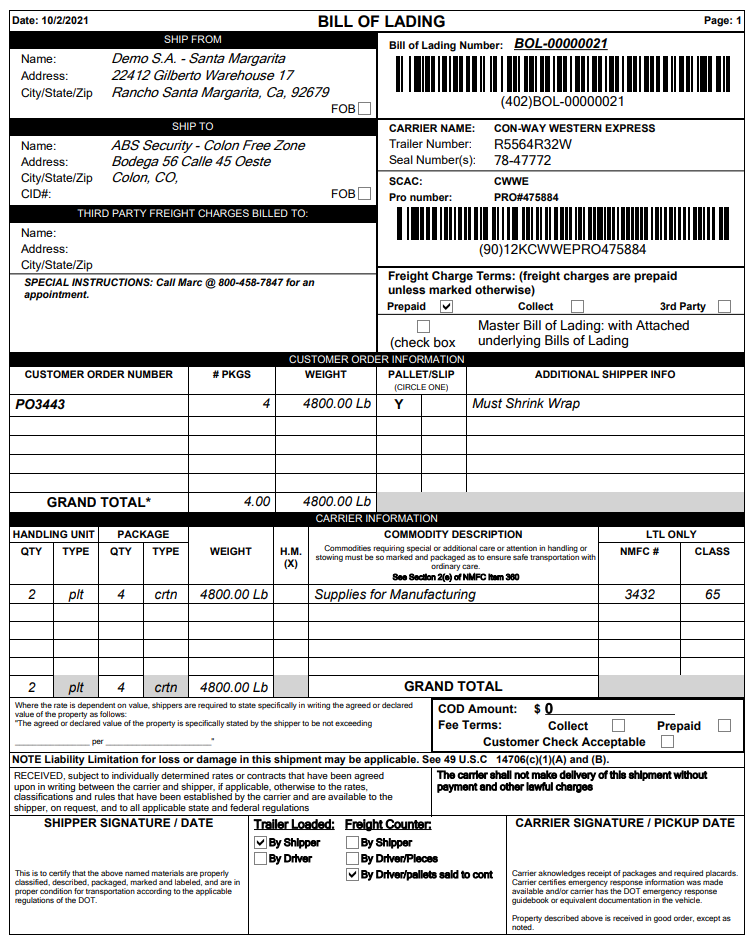 Date: 10/2/2021 BILL OF LADING Page: 1
SHIP FROM
Name: Demo S.A. - Santa Margarita
Address: 22412 Gilberto Warehouse 17
City/State/Zip Rancho Santa Margarita, Ca, 92679
FOB
SHIP TO
Name: ABS Security - Colon Free Zone
Address: Bodega 56 Calle 45 Oeste
City/State/Zip Colon, CO,
CID#: FOB
THIRD PARTY FREIGHT CHARGES BILLED TO:
Name:
Address:
City/State/Zip
SPECIAL INSTRUCTIONS: Call Marc @ 800-458-7847 for an
appointment.
Bill of Lading Number: BOL-00000021
(402)BOL-00000021
CARRIER NAME: CON-WAY WESTERN EXPRESS
Trailer Number: R5564R32W
Seal Number(s): 78-47772
SCAC: CWWE
Pro number: PRO#475884
(90)12KCWWEPRO475884
Freight Charge Terms: (freight charges are prepaid
unless marked otherwise)
Prepaid Collect 3rd Party
Master Bill of Lading: with Attached
(check box underlying Bills of Lading
CUSTOMER ORDER INFORMATION
CUSTOMER ORDER NUMBER # PKGS WEIGHT PALLET/SLIP ADDITIONAL SHIPPER INFO
(CIRCLE ONE)
PO3443 4 4800.00 Lb Y Must Shrink Wrap
GRAND TOTAL* 4.00 4800.00 Lb
CARRIER INFORMATION
HANDLING UNIT PACKAGE COMMODITY DESCRIPTION LTL ONLY
QTY TYPE QTY TYPE WEIGHT H.M. (X) NMFC # CLASS
Commodities requiring special or additional care or attention in handling or
stowing must be so marked and packaged as to ensure safe transportation with
ordinary care.
See Section 2(e) of NMFC Item 360
2 plt 4 crtn 4800.00 Lb Supplies for Manufacturing 3432 65
2 plt 4 crtn 4800.00 Lb GRAND TOTAL
Where the rate is dependent on value, shippers are required to state specifically in writing the agreed or declared
value of the property as follows:
"The agreed or declared value of the property is specifically stated by the shipper to be not exceeding
__________________ per __________________________"
COD Amount: $ 0
Fee Terms: Collect Prepaid
Customer Check Acceptable
NOTE Liability Limitation for loss or damage in this shipment may be applicable. See 49 U.S.C 14706(c)(1)(A) and (B).
RECEIVED, subject to individually determined rates or contracts that have been agreed
upon in writing between the carrier and shipper, if applicable, otherwise to the rates,
classifications and rules that have been established by the carrier and are available to the
shipper, on request, and to all applicable state and federal regulations
The carrier shall not make delivery of this shipment without
payment and other lawful charges
SHIPPER SIGNATURE / DATE
This is to certify that the above named materials are properly
classified, described, packaged, marked and labeled, and are in
proper condition for transportation according to the applicable
regulations of the DOT.
Trailer Loaded:
By Shipper
By Driver
Freight Counter:
By Shipper
By Driver/Pieces
By Driver/pallets said to cont
CARRIER SIGNATURE / PICKUP DATE
Carrier aknowledges receipt of packages and required placards.
Carrier certifies emergency response information was made
available and/or carrier has the DOT emergency response
guidebook or equivalent documentation in the vehicle.
Property described above is received in good order, except as
noted.